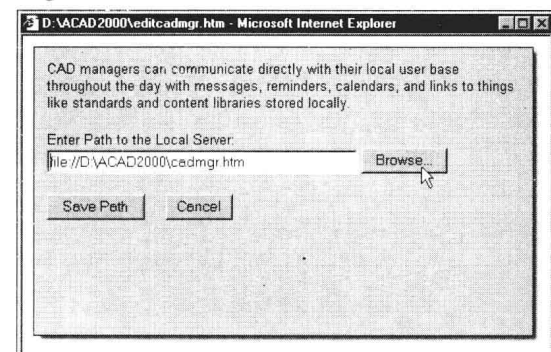 D:\ACAD2000\editcadmgr.htm - Microsoft Internet Explorer
CAD managers can communicate directly with their local user base
throughout the day with messages, reminders, calendars, and links to things
like standards and content libraries stored locally.
Enter Path to the Local Server:
file://D:\ACAD2000\cadmgr.htm Browse...
Save Path Cancel